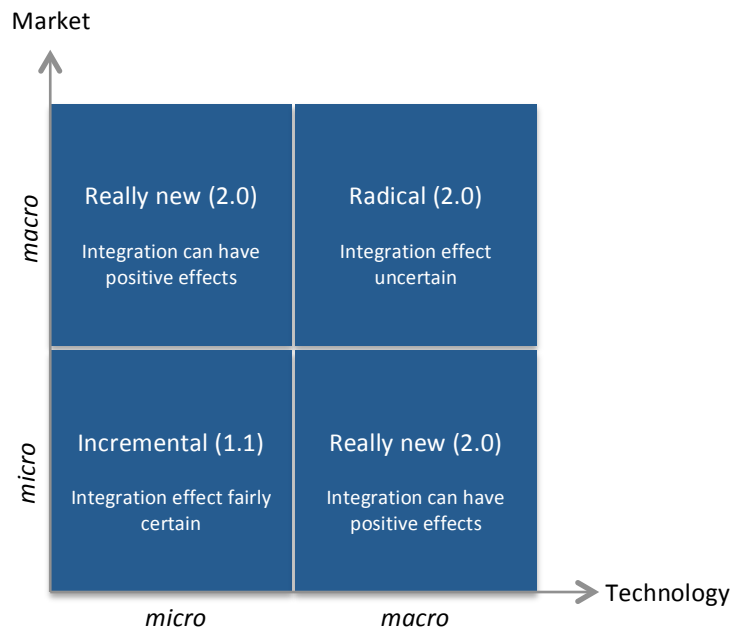 Market
macro
Really new (2.0)
Integration can have
positive effects
Radical (2.0)
Integration effect
uncertain
micro
Incremental (1.1)
Integration effect fairly
certain
Really new (2.0)
Integration can have
positive effects
Technology
micro
macro